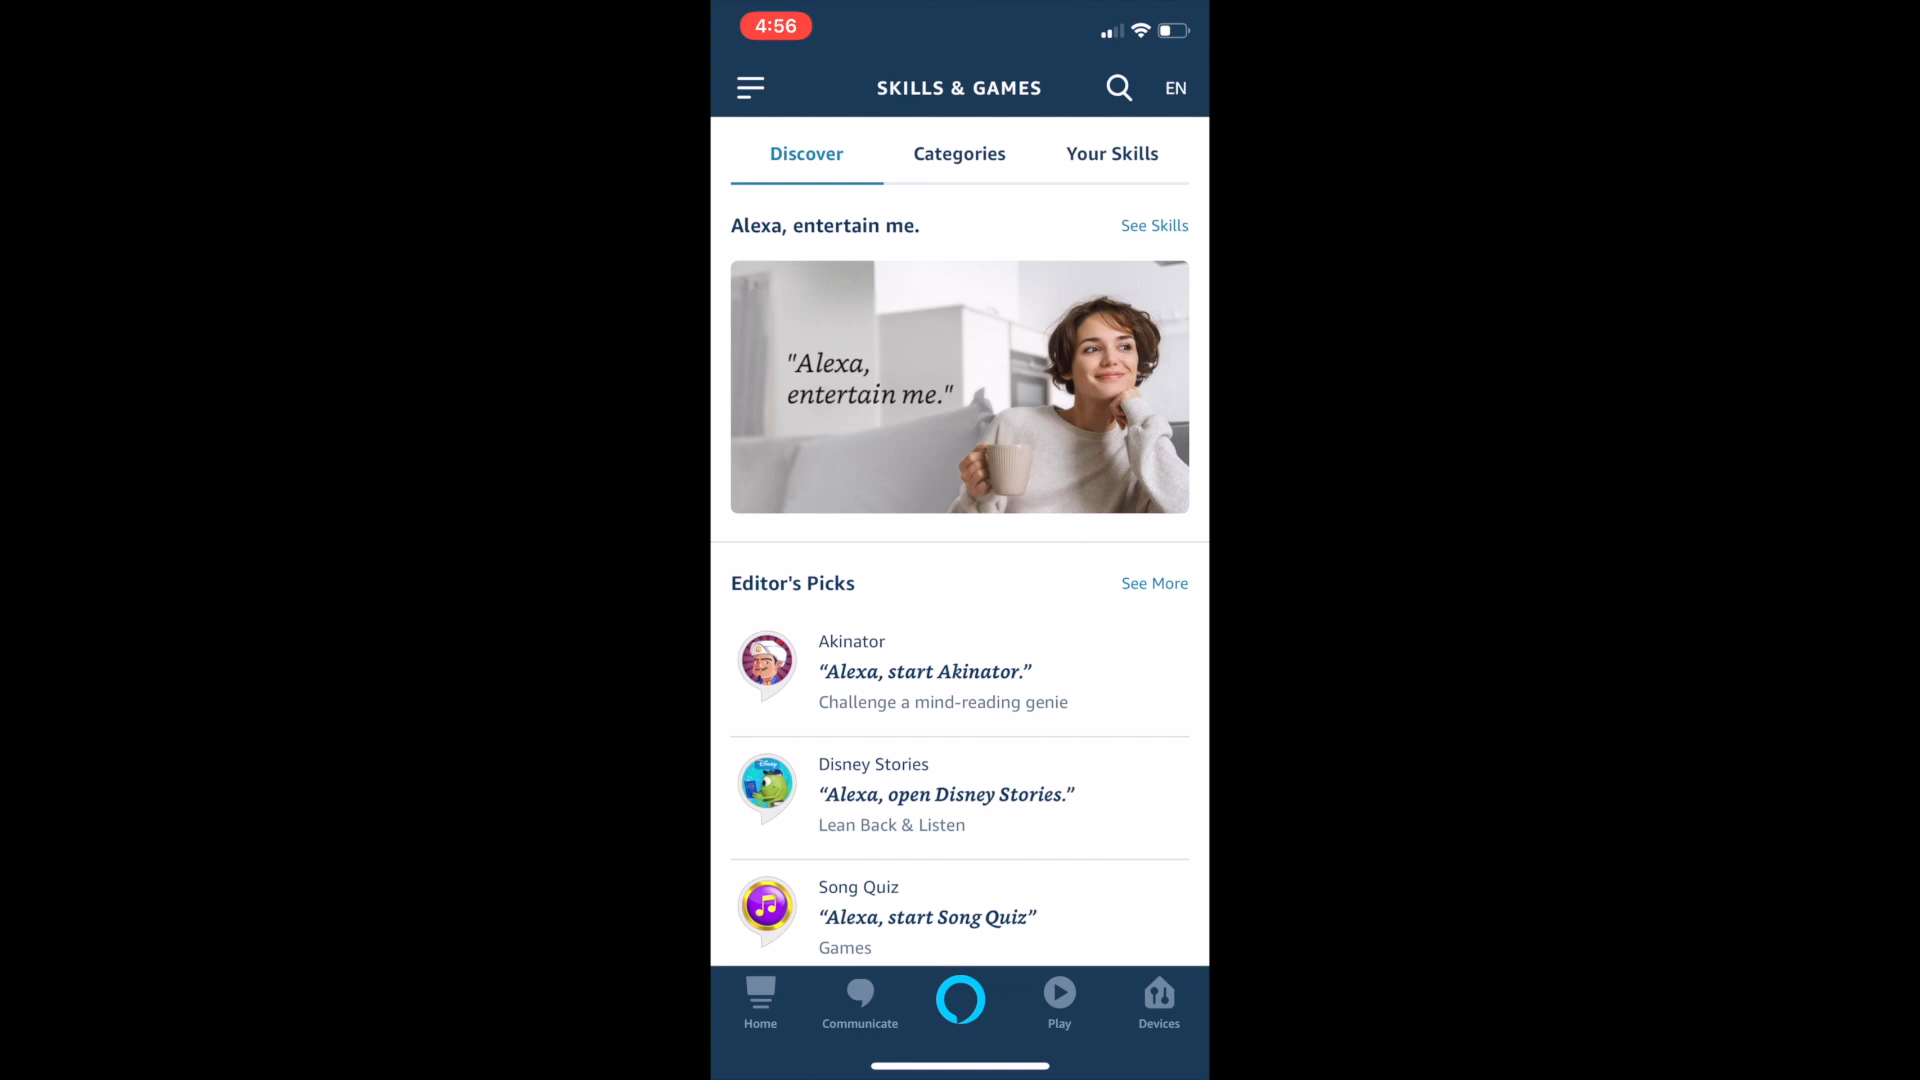 4:56
SKILLS & GAMES
EN
Discover
Categories
Your Skills
Alexa, entertain me.
See Skills
"Alexa,
entertain me."
Editor's Picks
See More
Akinator
“Alexa, start Akinator.”
Challenge a mind-reading genie
Disney
Disney Stories
“Alexa, open Disney Stories.”
Lean Back & Listen
Song Quiz
“Alexa, start Song Quiz”
Games
Home
Communicate
Play
Devices